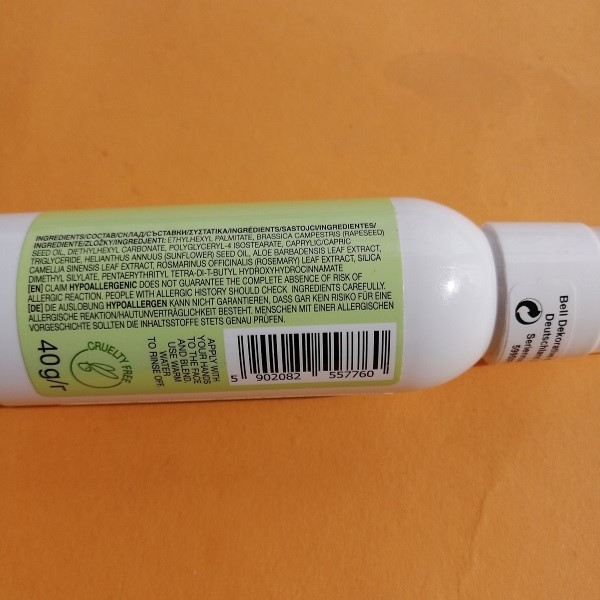 INGREDIENTS/СОСТАВ/СКЛАД/СЪСТАВКИ/ΣΥΣΤΑΤΙΚΑ/INGRÉDIENTS/SASTOJCI/INGREDIENTES/
INGREDIENTE/ZLOŽKY/INGREDJENTI: ETHYLHEXYL PALMITATE, BRASSICA CAMPESTRIS (RAPESEED)
SEED OIL, DIETHYLHEXYL CARBONATE, POLYGLYCERYL-4 ISOSTEARATE, CAPRYLIC/CAPRIC
TRIGLYCERIDE, HELIANTHUS ANNUUS (SUNFLOWER) SEED OIL, ALOE BARBADENSIS LEAF EXTRACT,
CAMELLIA SINENSIS LEAF EXTRACT, ROSMARINUS OFFICINALIS (ROSEMARY) LEAF EXTRACT, SILICA
DIMETHYL SILYLATE, PENTAERYTHRITYL TETRA-DI-T-BUTYL HYDROXYHYDROCINNAMATE
[EN] CLAIM HYPOALLERGENIC DOES NOT GUARANTEE THE COMPLETE ABSENCE OF RISK OF
ALLERGIC REACTION. PEOPLE WITH ALLERGIC HISTORY SHOULD CHECK INGREDIENTS CAREFULLY.
[DE] DIE AUSLOBUNG HYPOALLERGEN KANN NICHT GARANTIEREN, DASS GAR KEIN RISIKO FÜR EINE
ALLERGISCHE REAKTION/HAUTUNVERTRÄGLICHKEIT BESTEHT. MENSCHEN MIT EINER ALLERGISCHEN
VORGESCHICHTE SOLLTEN DIE INHALTSSTOFFE STETS GENAU PRÜFEN.
40 g/r
CRUELTY FREE
APPLY WITH
YOUR HANDS
TO THE FACE
AND BLEND.
USE WARM
WATER
TO RINSE OFF.
5 902082 557760
Bell Dekorati
Deutschla
Serien